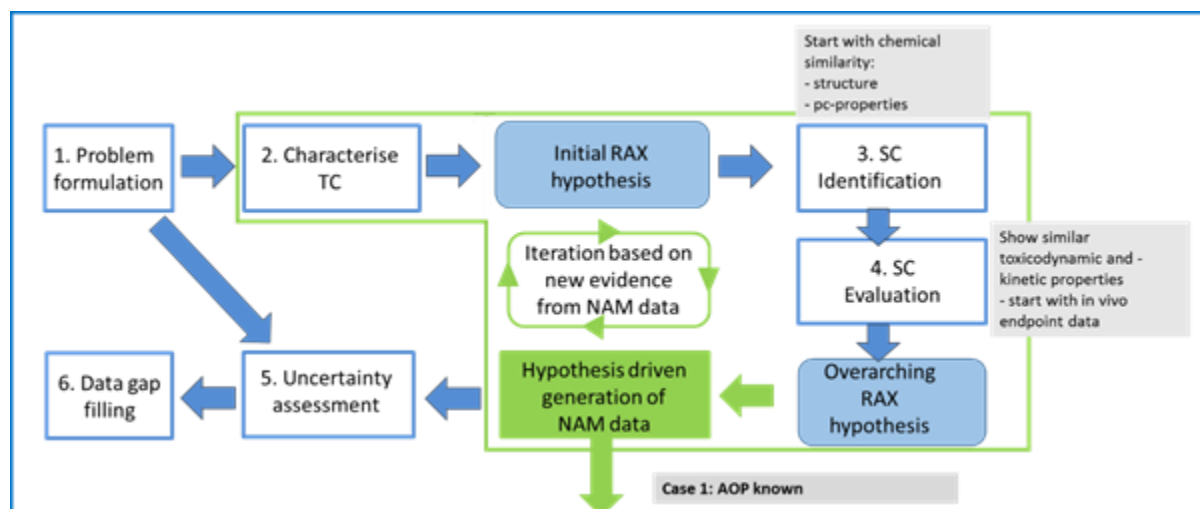 Start with chemical
similarity:
- structure
- pc-properties
1. Problem
formulation
2. Characterise
TC
Initial RAX
hypothesis
3. SC
Identification
Iteration based on
new evidence
from NAM data
4. SC
Evaluation
Show similar
toxicodynamic and -
kinetic properties
- start with in vivo
endpoint data
6. Data gap
filling
5. Uncertainty
assessment
Hypothesis driven
generation of
NAM data
Overarching
RAX
hypothesis
Case 1: AOP known